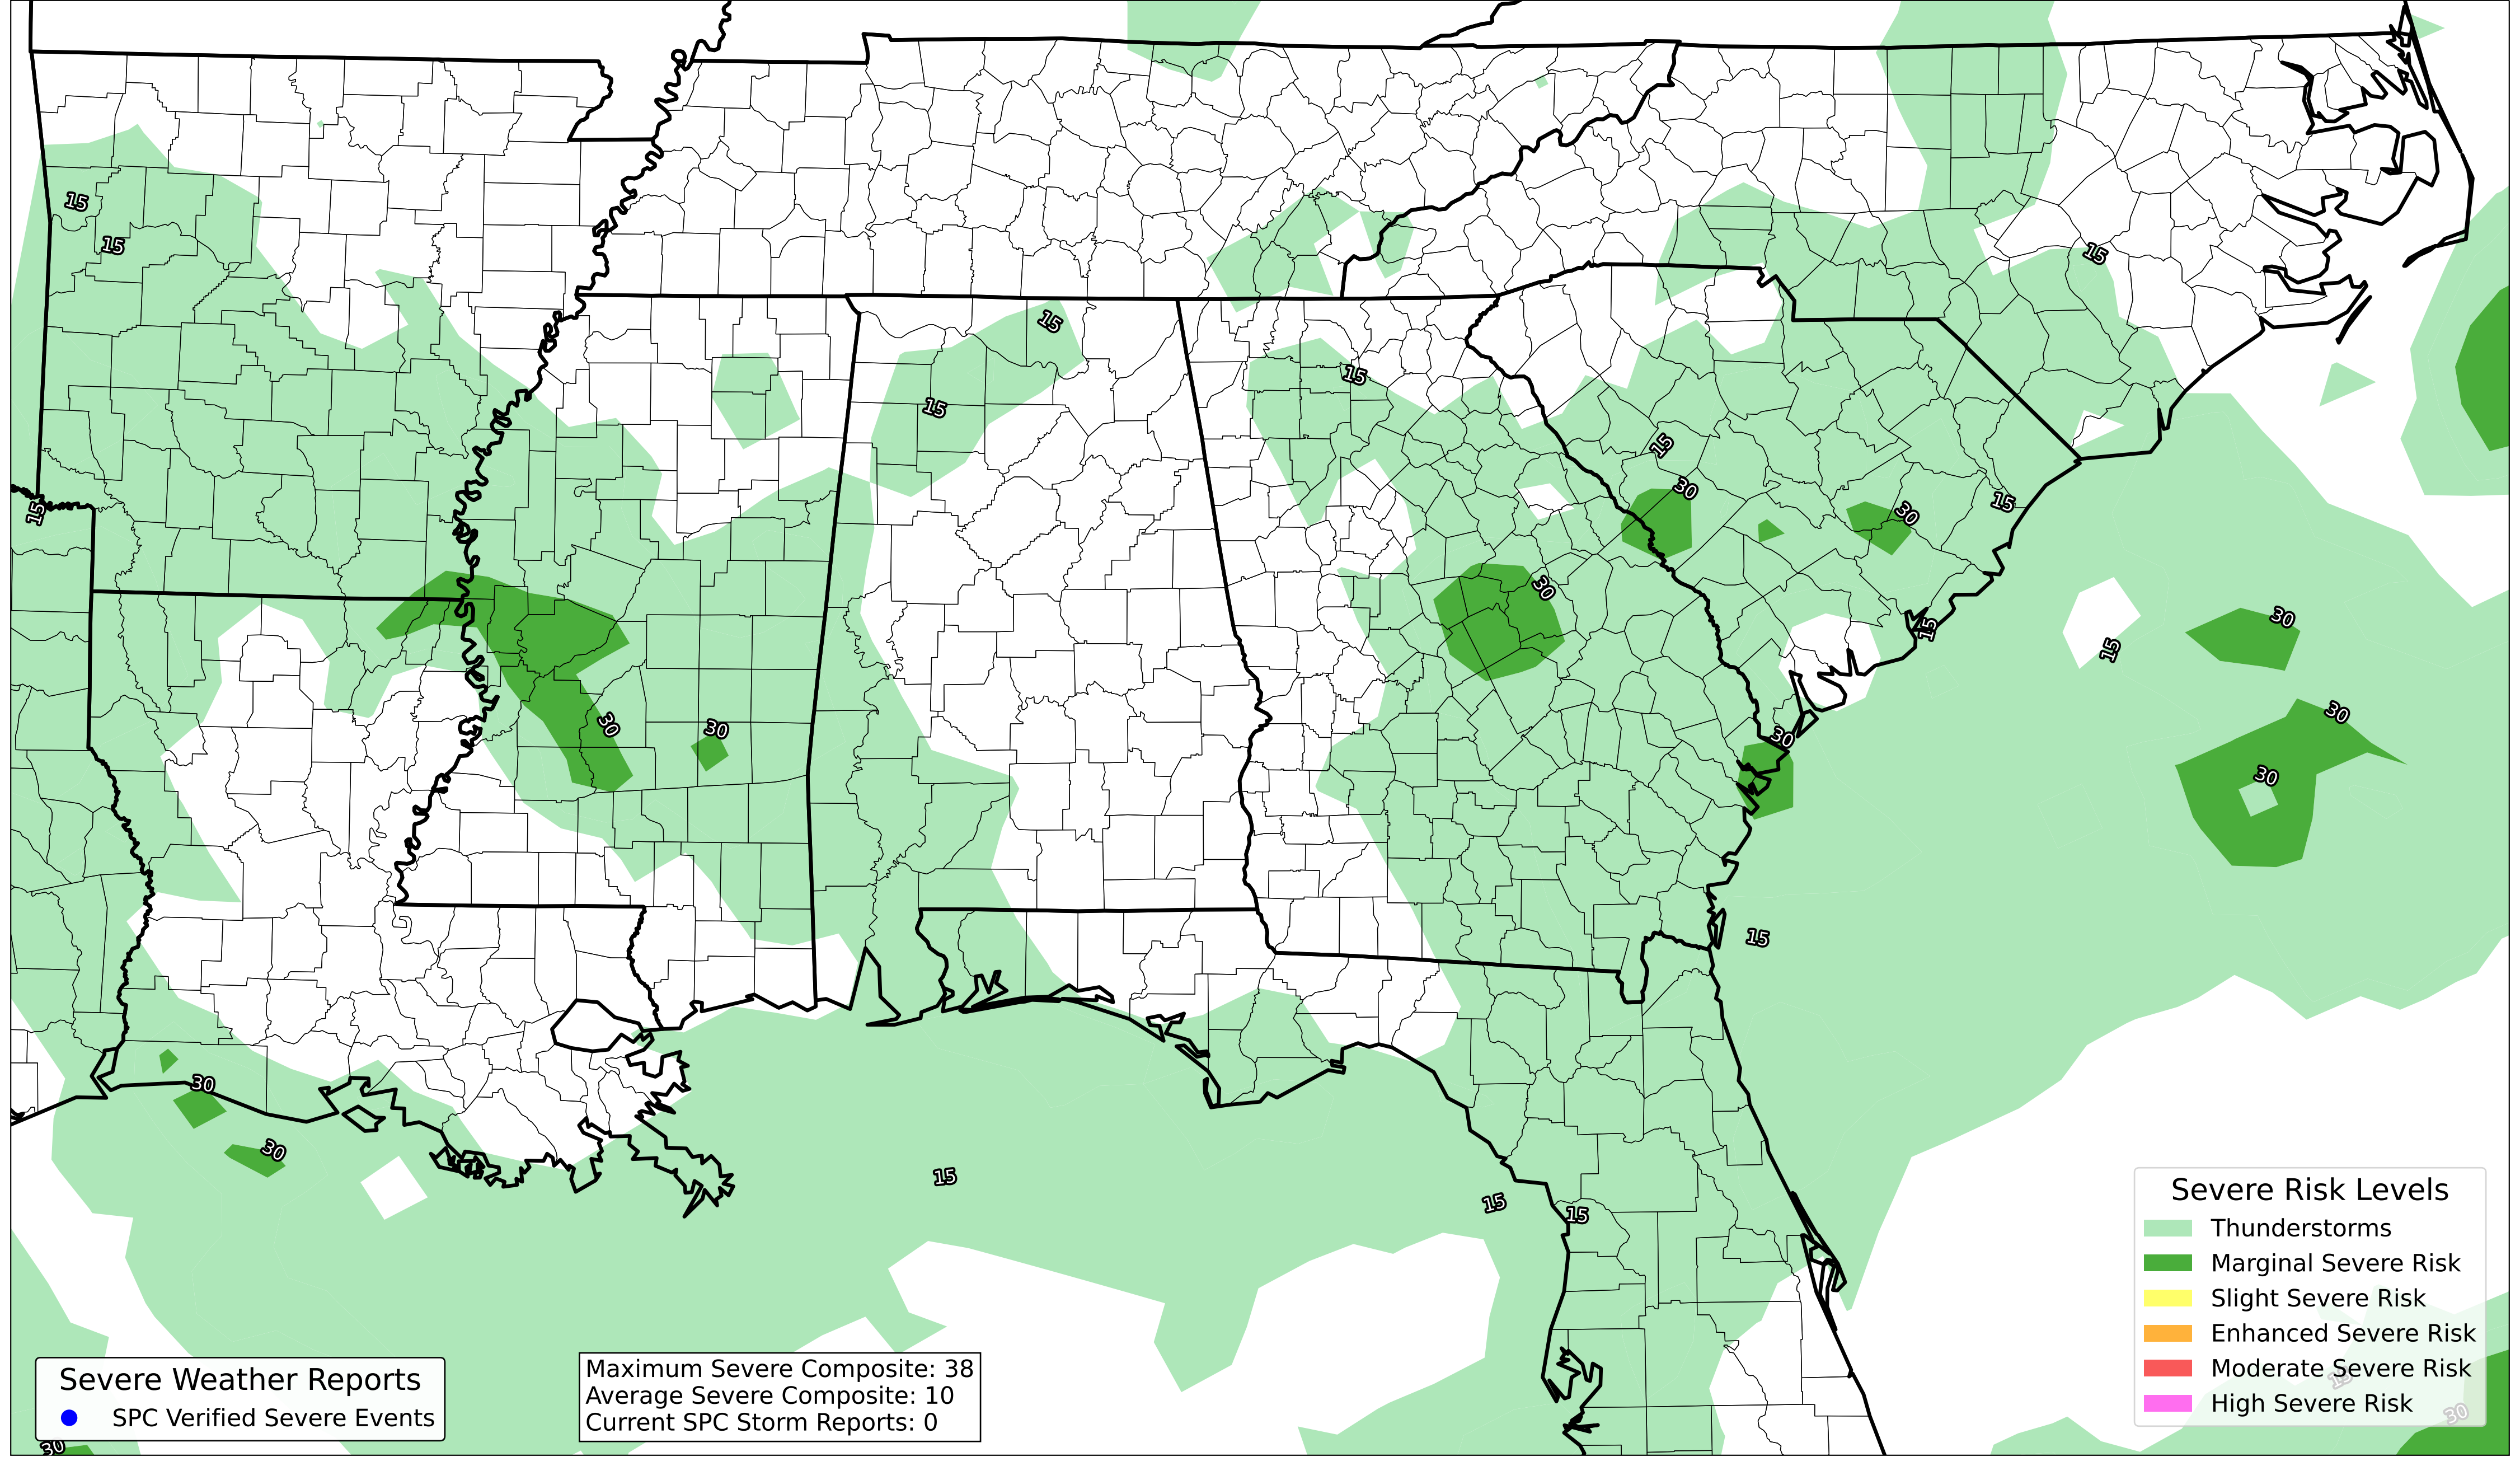 15
15
15
15
15
15
15
30
15
30
15
30
15
30
15
30
30
30
30
30
15
30
30
15
15
15
Severe Risk Levels
Thunderstorms
Marginal Severe Risk
Slight Severe Risk
Enhanced Severe Risk
Moderate Severe Risk
High Severe Risk
15
30
Severe Weather Reports
SPC Verified Severe Events
Maximum Severe Composite: 38
Average Severe Composite: 10
Current SPC Storm Reports: 0
30